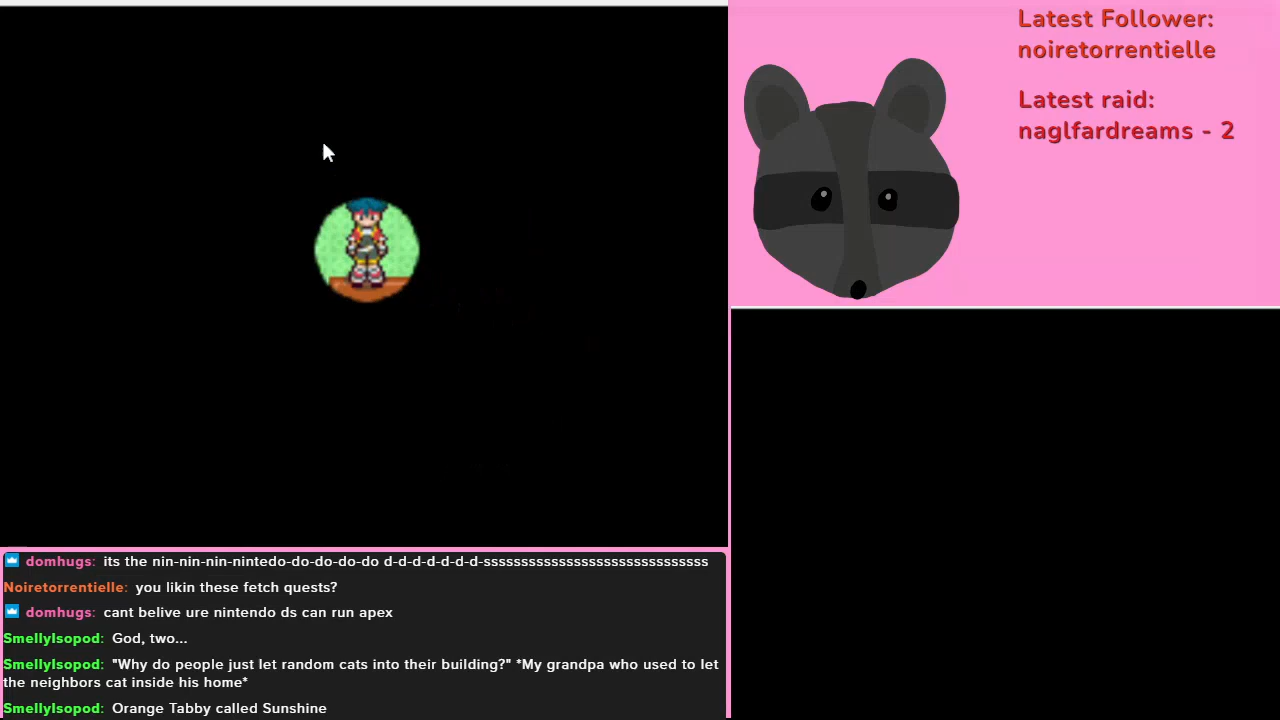 Latest Follower:
noiretorrentielle
Latest raid:
naglfardreams - 2
domhugs: its the nin-nin-nin-nintedo-do-do-do-do d-d-d-d-d-d-d-sssssssssssssssssssssssssssssss
Noiretorrentielle: you likin these fetch quests?
domhugs: cant belive ure nintendo ds can run apex
SmellyIsopod: God, two...
SmellyIsopod: "Why do people just let random cats into their building?" *My grandpa who used to let
the neighbors cat inside his home*
SmellyIsopod: Orange Tabby called Sunshine